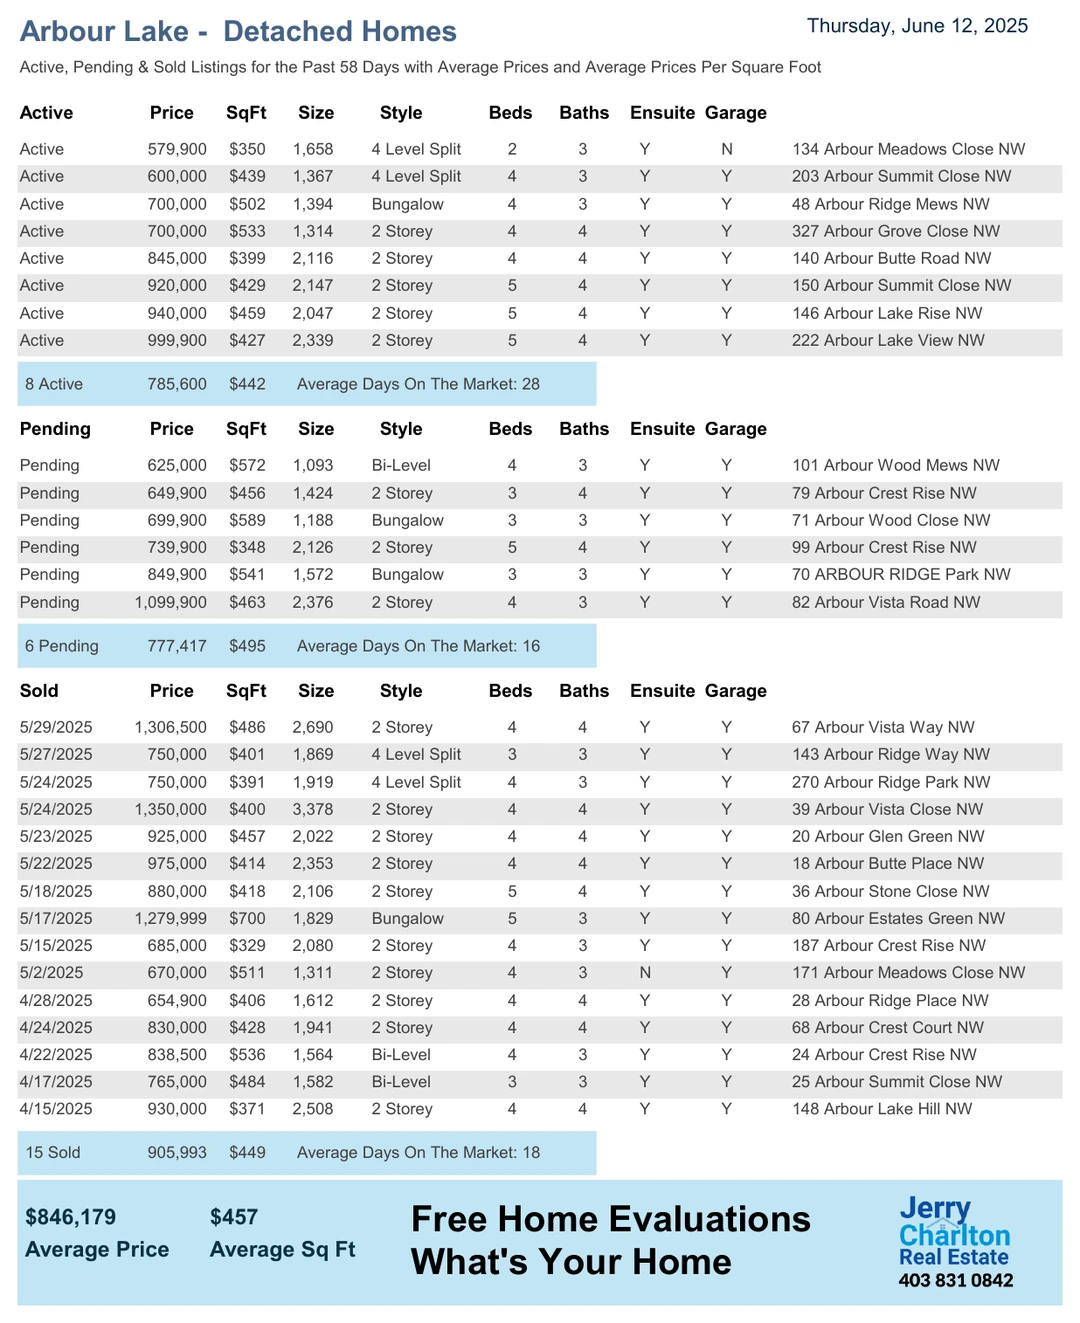 Arbour Lake -  Detached Homes
Thursday, June 12, 2025
Active, Pending & Sold Listings for the Past 58 Days with Average Prices and Average Prices Per Square Foot
Active Price SqFt Size Style Beds Baths Ensuite Garage
Active 579,900 $350 1,658 4 Level Split 2 3 Y N 134 Arbour Meadows Close NW
Active 600,000 $439 1,367 4 Level Split 4 3 Y Y 203 Arbour Summit Close NW
Active 700,000 $502 1,394 Bungalow 4 3 Y Y 48 Arbour Ridge Mews NW
Active 700,000 $533 1,314 2 Storey 4 4 Y Y 327 Arbour Grove Close NW
Active 845,000 $399 2,116 2 Storey 4 4 Y Y 140 Arbour Butte Road NW
Active 920,000 $429 2,147 2 Storey 5 4 Y Y 150 Arbour Summit Close NW
Active 940,000 $459 2,047 2 Storey 5 4 Y Y 146 Arbour Lake Rise NW
Active 999,900 $427 2,339 2 Storey 5 4 Y Y 222 Arbour Lake View NW
8 Active 785,600 $442 Average Days On The Market: 28
Pending Price SqFt Size Style Beds Baths Ensuite Garage
Pending 625,000 $572 1,093 Bi-Level 4 3 Y Y 101 Arbour Wood Mews NW
Pending 649,900 $456 1,424 2 Storey 3 4 Y Y 79 Arbour Crest Rise NW
Pending 699,900 $589 1,188 Bungalow 3 3 Y Y 71 Arbour Wood Close NW
Pending 739,900 $348 2,126 2 Storey 5 4 Y Y 99 Arbour Crest Rise NW
Pending 849,900 $541 1,572 Bungalow 3 3 Y Y 70 ARBOUR RIDGE Park NW
Pending 1,099,900 $463 2,376 2 Storey 4 3 Y Y 82 Arbour Vista Road NW
6 Pending 777,417 $495 Average Days On The Market: 16
Sold Price SqFt Size Style Beds Baths Ensuite Garage
5/29/2025 1,306,500 $486 2,690 2 Storey 4 4 Y Y 67 Arbour Vista Way NW
5/27/2025 750,000 $401 1,869 4 Level Split 3 3 Y Y 143 Arbour Ridge Way NW
5/24/2025 750,000 $391 1,919 4 Level Split 4 3 Y Y 270 Arbour Ridge Park NW
5/24/2025 1,350,000 $400 3,378 2 Storey 4 4 Y Y 39 Arbour Vista Close NW
5/23/2025 925,000 $457 2,022 2 Storey 4 4 Y Y 20 Arbour Glen Green NW
5/22/2025 975,000 $414 2,353 2 Storey 4 4 Y Y 18 Arbour Butte Place NW
5/18/2025 880,000 $418 2,106 2 Storey 5 4 Y Y 36 Arbour Stone Close NW
5/17/2025 1,279,999 $700 1,829 Bungalow 5 3 Y Y 80 Arbour Estates Green NW
5/15/2025 685,000 $329 2,080 2 Storey 4 3 Y Y 187 Arbour Crest Rise NW
5/2/2025 670,000 $511 1,311 2 Storey 4 3 N Y 171 Arbour Meadows Close NW
4/28/2025 654,900 $406 1,612 2 Storey 4 4 Y Y 28 Arbour Ridge Place NW
4/24/2025 830,000 $428 1,941 2 Storey 4 4 Y Y 68 Arbour Crest Court NW
4/22/2025 838,500 $536 1,564 Bi-Level 4 3 Y Y 24 Arbour Crest Rise NW
4/17/2025 765,000 $484 1,582 Bi-Level 3 3 Y Y 25 Arbour Summit Close NW
4/15/2025 930,000 $371 2,508 2 Storey 4 4 Y Y 148 Arbour Lake Hill NW
15 Sold 905,993 $449 Average Days On The Market: 18
$846,179 $457
Average Price Average Sq Ft
Free Home Evaluations
What's Your Home
Jerry
Charlton
Real Estate
403 831 0842